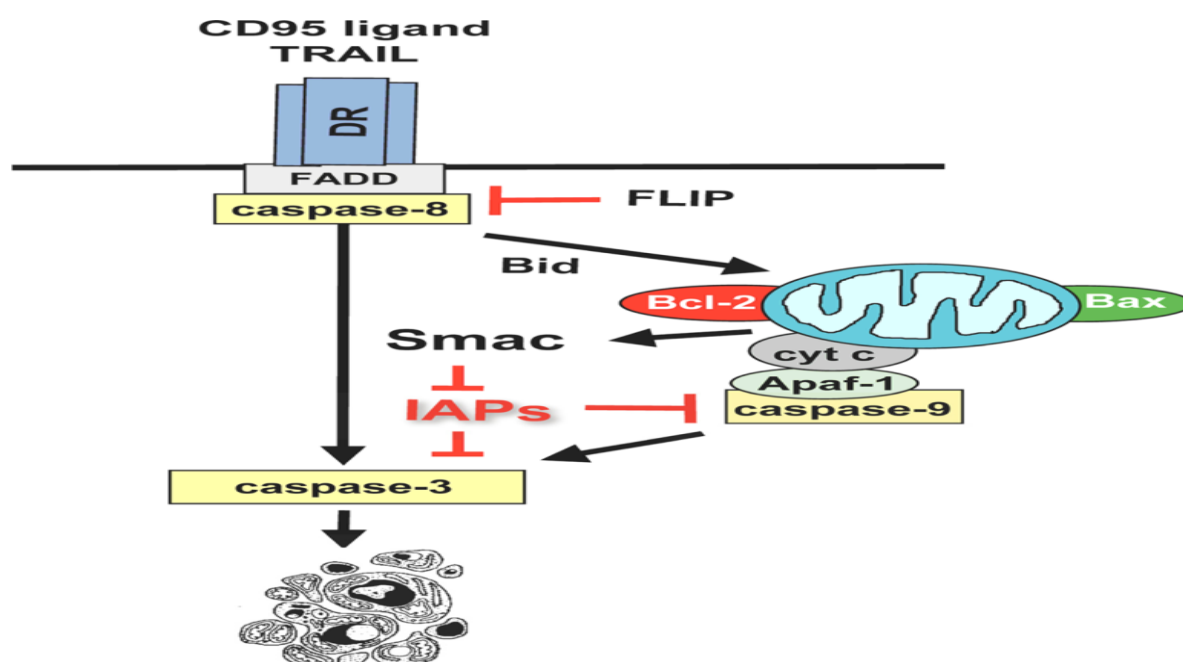 CD95 ligand
TRAIL
DR
FADD
caspase-8
FLIP
Bid
Bcl-2
Bax
Smac
cyt c
Apaf-1
IAPs
caspase-9
caspase-3